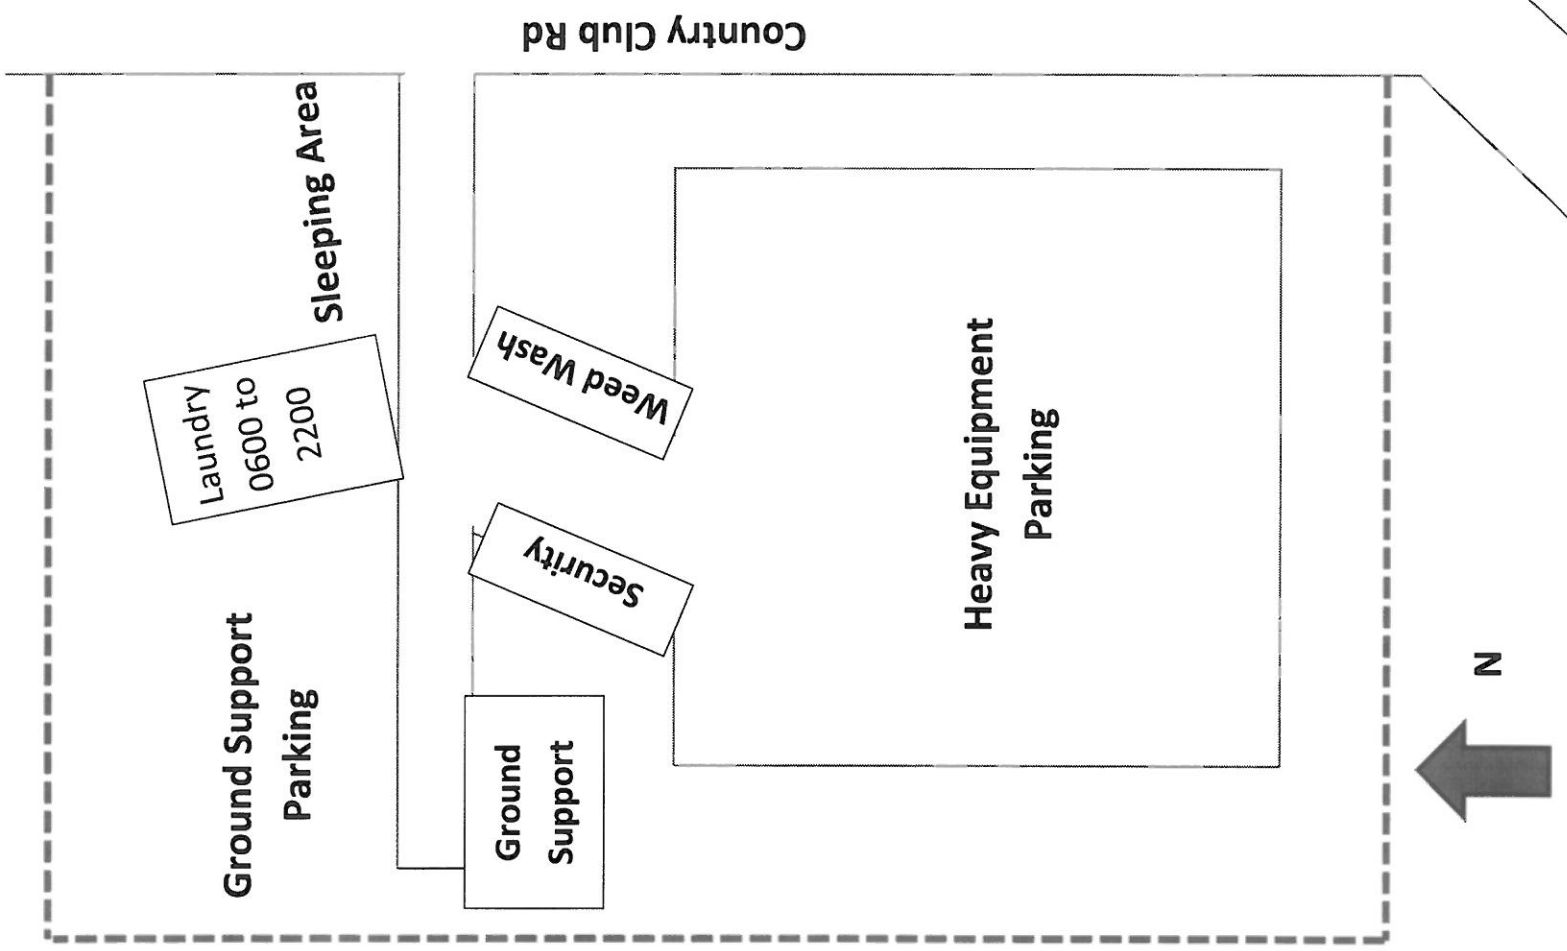 Country Club Rd
Sleeping Area
Laundry
0600 to
2200
Weed Wash
Security
Ground Support
Parking
Ground
Support
Heavy Equipment
Parking
N